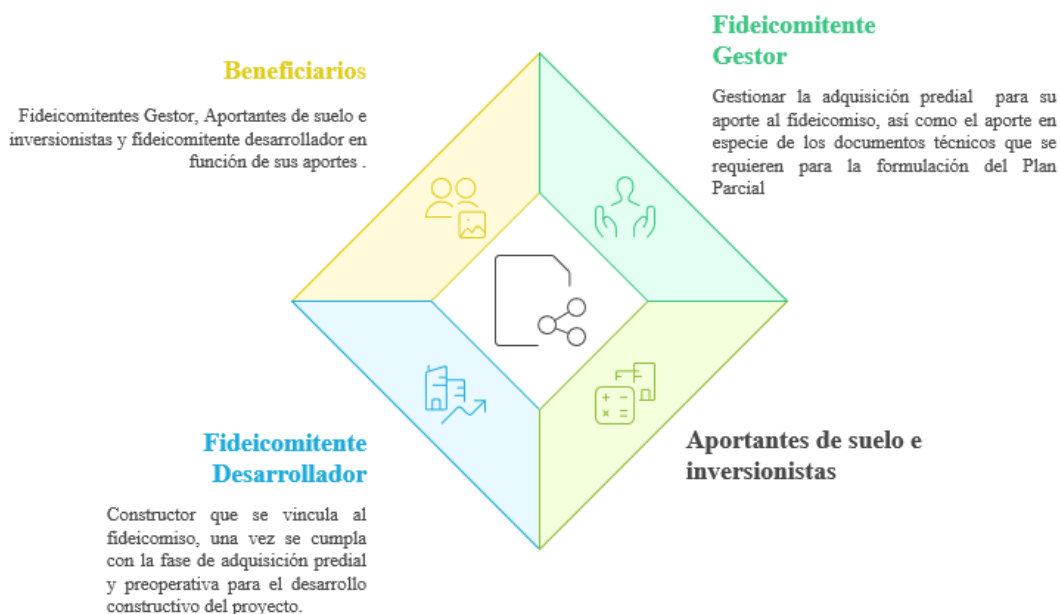 Beneficiarios
Fideicomitentes Gestor, Aportantes de suelo e
inversionistas y fideicomitente desarrollador en
función de sus aportes .
Fideicomitente
Gestor
Gestionar la adquisición predial para su
aporte al fideicomiso, así como el aporte en
especie de los documentos técnicos que se
requieren para la formulación del Plan
Parcial
Fideicomitente
Desarrollador
Constructor que se vincula al
fideicomiso, una vez se cumpla
con la fase de adquisición predial
y preoperativa para el desarrollo
constructivo del proyecto.
Aportantes de suelo e
inversionistas